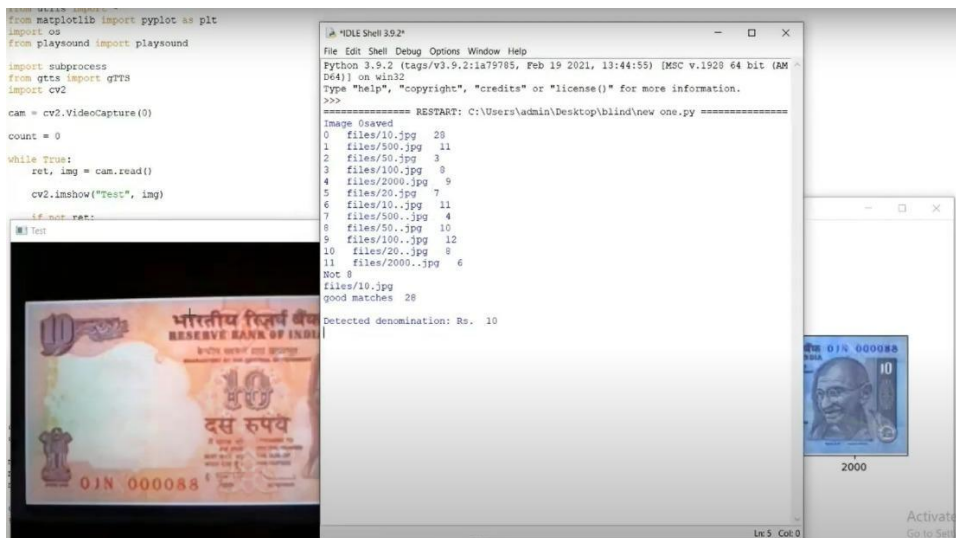 from matplotlib import pyplot as plt
import os
from playsound import playsound
import subprocess
from gtts import gTTS
import cv2
cam = cv2.VideoCapture(0)
count = 0
while True:
ret, img = cam.read()
cv2.imshow("Test", img)
if not ret:
*IDLE Shell 3.9.2*
File Edit Shell Debug Options Window Help
Python 3.9.2 (tags/v3.9.2:1a79785, Feb 19 2021, 13:44:55) [MSC v.1928 64 bit (AM
D64)] on win32
Type "help", "copyright", "credits" or "license()" for more information.
>>>
=============== RESTART: C:\Users\admin\Desktop\blind\new one.py ===============
Image 0saved
0 files/10.jpg 28
1 files/500.jpg 11
2 files/50.jpg 3
3 files/100.jpg 8
4 files/2000.jpg 9
5 files/20.jpg 7
6 files/10..jpg 11
7 files/500..jpg 4
8 files/50..jpg 10
9 files/100..jpg 12
10 files/20..jpg 8
11 files/2000..jpg 6
Not 8
files/10.jpg
good matches 28
Detected denomination: Rs. 10
Ln: 5 Col: 0
Test
10
भारतीय रिज़र्व बैंक
RESERVE BANK OF INDIA
10
दस रुपये
01N 000088
01N 000088
10
2000
Activate
Go to Sett